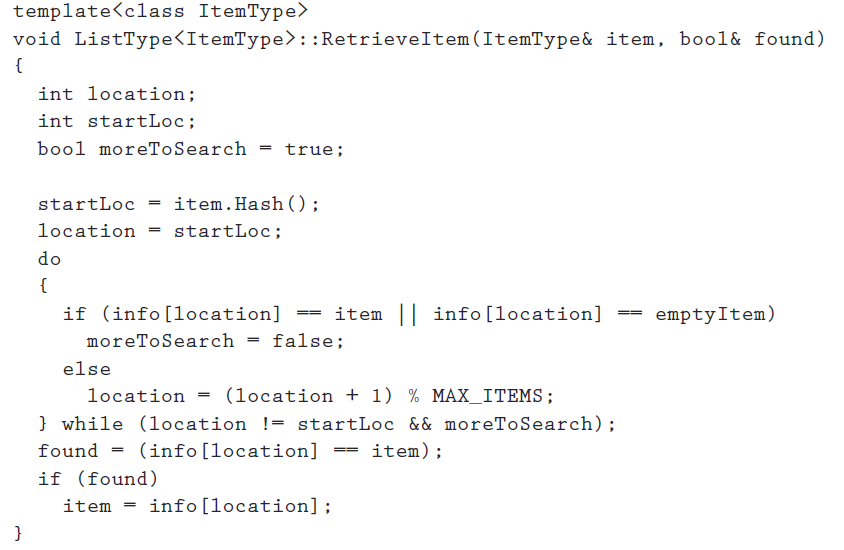 template<class ItemType>
void ListType<ItemType>::RetrieveItem(ItemType& item, bool& found)
{
  int location;
  int startLoc;
  bool moreToSearch = true;

  startLoc = item.Hash();
  location = startLoc;
  do
  {
    if (info[location] == item || info[location] == emptyItem)
      moreToSearch = false;
    else
      location = (location + 1) % MAX_ITEMS;
  } while (location != startLoc && moreToSearch);
  found = (info[location] == item);
  if (found)
    item = info[location];
}